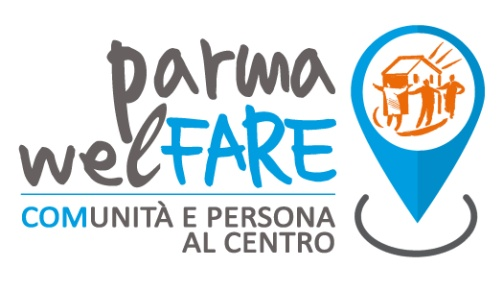 parma
welFARE
COMUNITÀ E PERSONA
AL CENTRO